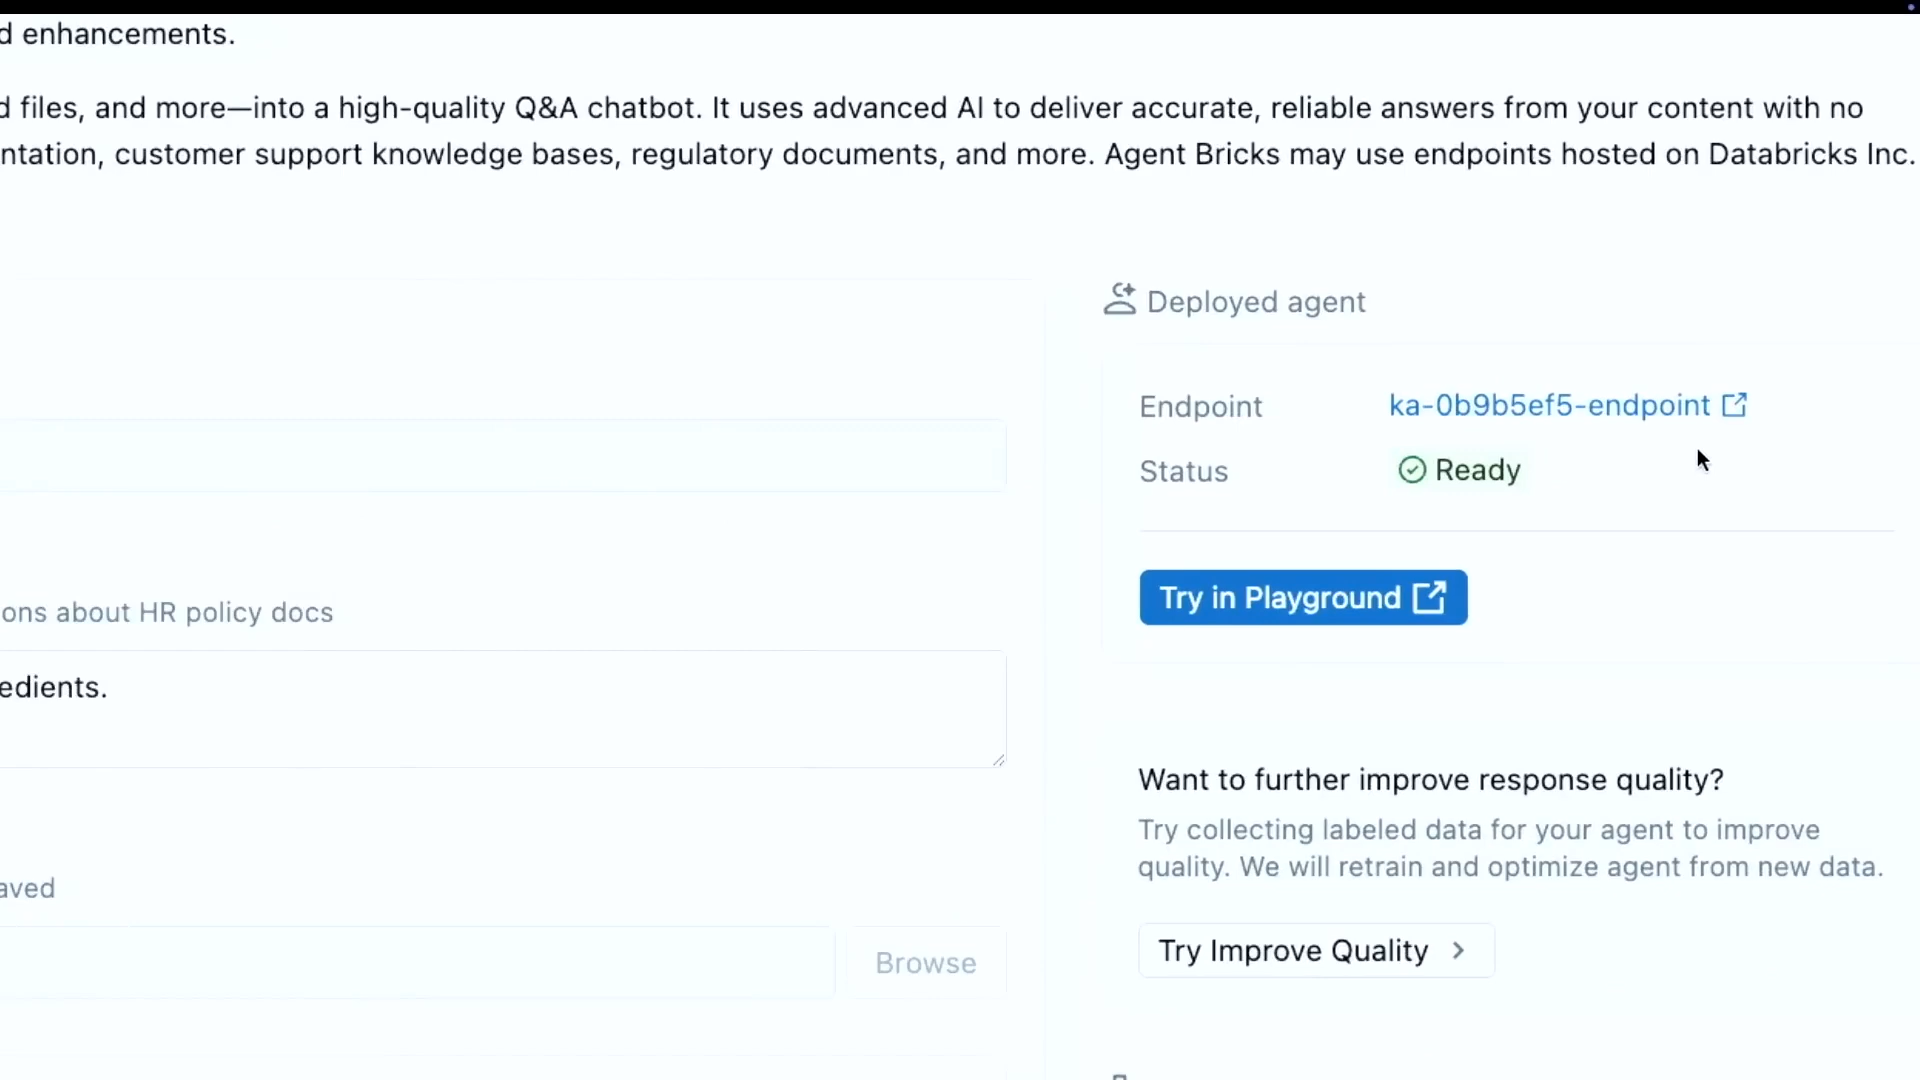 d enhancements.
d files, and more—into a high-quality Q&A chatbot. It uses advanced AI to deliver accurate, reliable answers from your content with no
ntation, customer support knowledge bases, regulatory documents, and more. Agent Bricks may use endpoints hosted on Databricks Inc.
Deployed agent
Endpoint ka-0b9b5ef5-endpoint
Status Ready
Try in Playground
ons about HR policy docs
edients.
Want to further improve response quality?
Try collecting labeled data for your agent to improve
quality. We will retrain and optimize agent from new data.
aved
Browse
Try Improve Quality